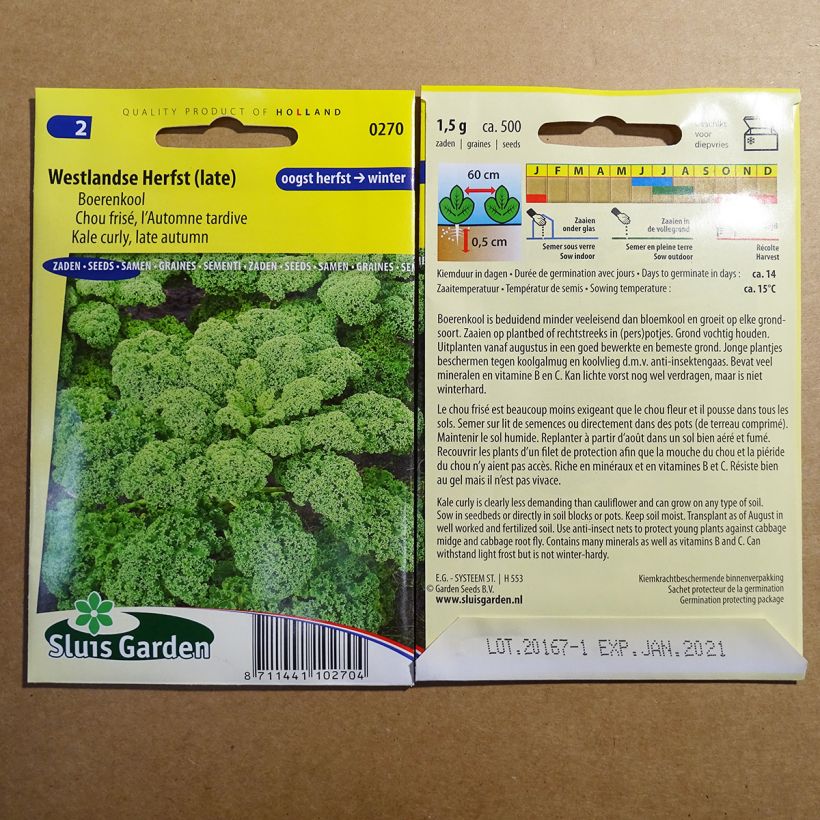 QUALITY PRODUCT OF HOLLAND
2
0270
Westlandse Herfst (late)
oogst herfst → winter
Boerenkool
Chou frisé, l'Automne tardive
Kale curly, late autumn
ZADEN • SEEDS • SAMEN • GRAINES • SEMENTI • ZADEN • SEEDS • SAMEN • GRAINES • SEM
Sluis Garden
8 711441 102704
1,5 g ca. 500
zaden | graines | seeds
voor
diepvries
60 cm
0,5 cm
J F M A M J J A S O N D
Zaaien
onder glas
Semer sous verre
Sow indoor
Zaaien in
de vollegrond
Semer en pleine terre
Sow outdoor
Récolte
Harvest
Kiemduur in dagen • Durée de germination avec jours • Days to germinate in days : ca. 14
Zaaitemperatuur • Températur de semis • Sowing temperature : ca. 15°C
Boerenkool is beduidend minder veeleisend dan bloemkool en groeit op elke grond-
soort. Zaaien op plantbed of rechtstreeks in (pers)potjes. Grond vochtig houden.
Uitplanten vanaf augustus in een goed bewerkte en bemeste grond. Jonge plantjes
beschermen tegen koolgalmug en koolvlieg d.m.v. anti-insektengaas. Bevat veel
mineralen en vitamine B en C. Kan lichte vorst nog wel verdragen, maar is niet
winterhard.
Le chou frisé est beaucoup moins exigeant que le chou fleur et il pousse dans tous les
sols. Semer sur lit de semences ou directement dans des pots (de terreau comprimé).
Maintenir le sol humide. Replanter à partir d'août dans un sol bien aéré et fumé.
Recouvrir les plants d'un filet de protection afin que la mouche du chou et la piéride
du chou n'y aient pas accès. Riche en minéraux et en vitamines B et C. Résiste bien
au gel mais il n'est pas vivace.
Kale curly is clearly less demanding than cauliflower and can grow on any type of soil.
Sow in seedbeds or directly in soil blocks or pots. Keep soil moist. Transplant as of August in
well worked and fertilized soil. Use anti-insect nets to protect young plants against cabbage
midge and cabbage root fly. Contains many minerals as well as vitamins B and C. Can
withstand light frost but is not winter-hardy.
E.G. - SYSTEEM ST. | H 553
© Garden Seeds B.V.
www.sluisgarden.nl
Kiemkrachtbeschermende binnenverpakking
Sachet protecteur de la germination
Germination protecting package
LOT.20167-1 EXP.JAN.2021